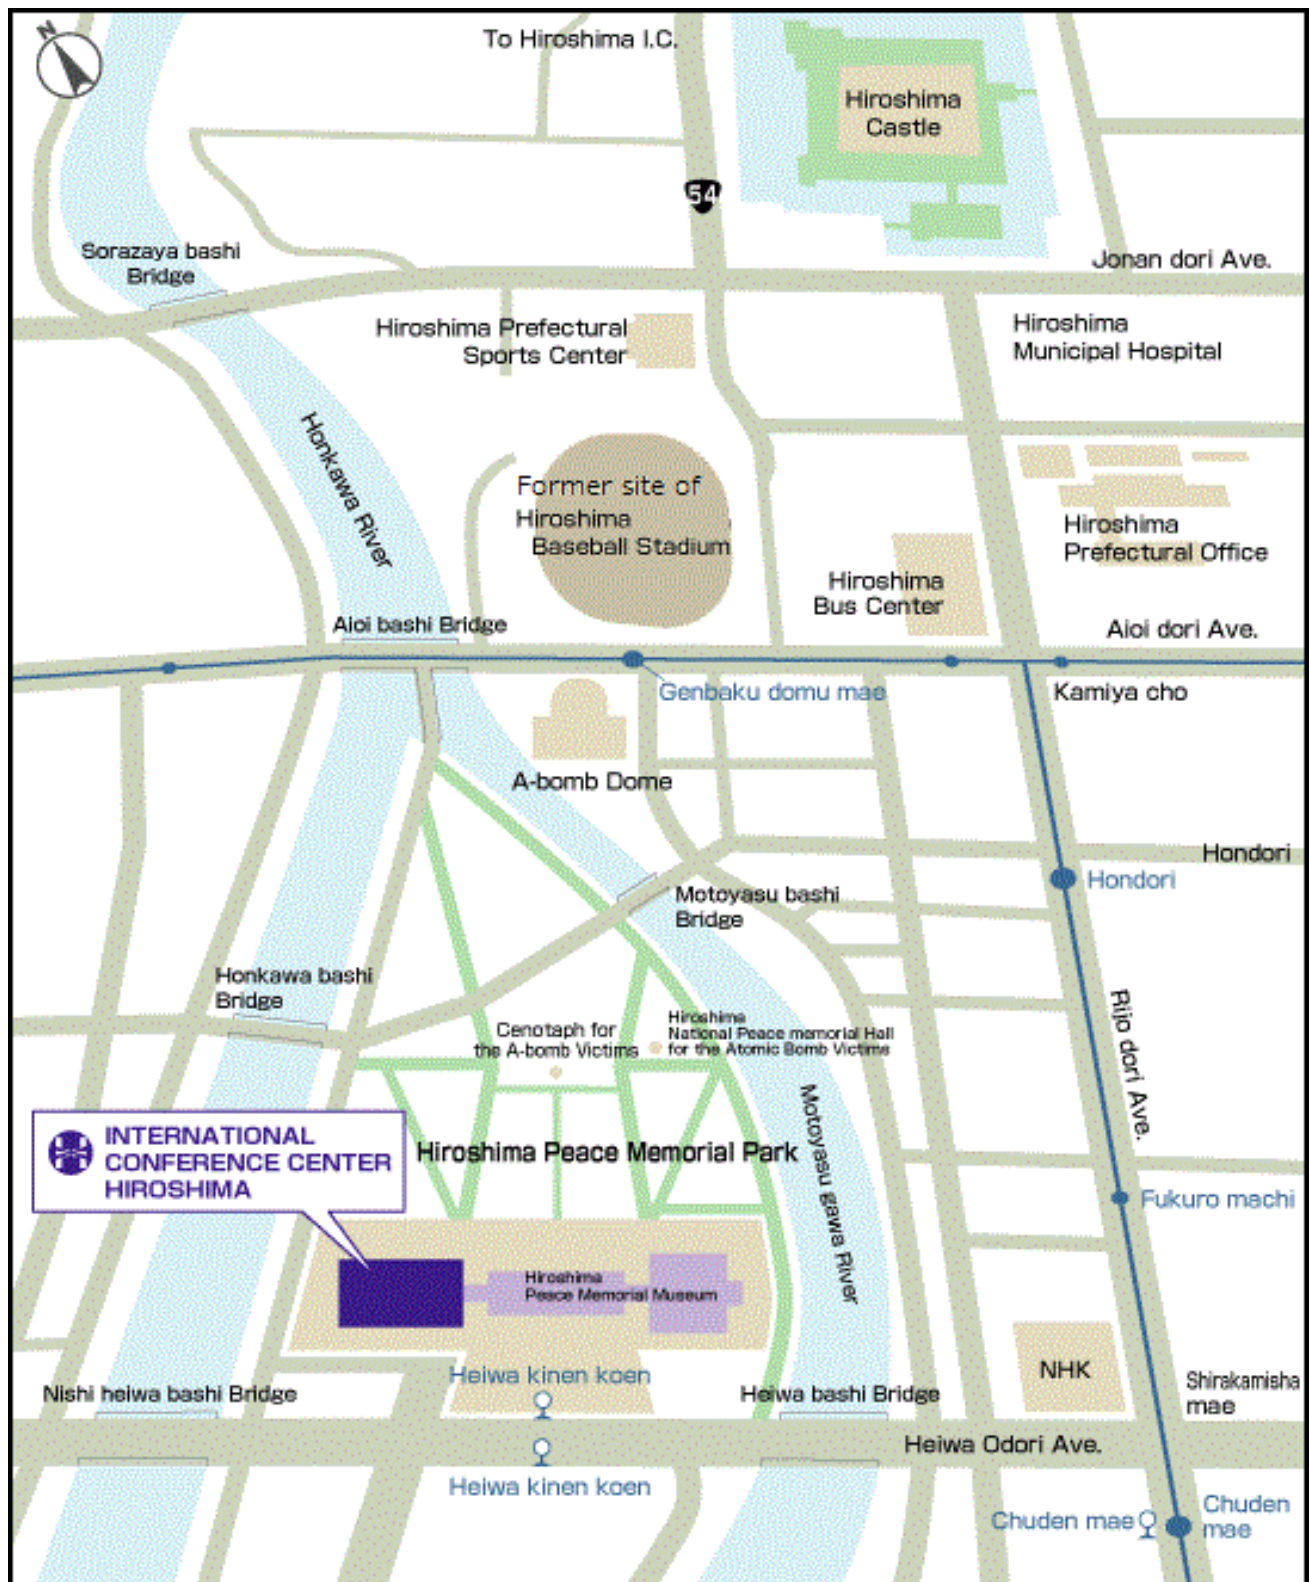 N
To Hiroshima I.C.
Hiroshima
Castle
54
Sorazaya bashi
Bridge
Jonan dori Ave.
Hiroshima Prefectural
Sports Center
Hiroshima
Municipal Hospital
Honkawa River
Former site of
Hiroshima
Baseball Stadium
Hiroshima
Prefectural Office
Hiroshima
Bus Center
Aioi bashi Bridge
Aioi dori Ave.
Genbaku domu mae
Kamiya cho
A-bomb Dome
Hondori
Hondori
Motoyasu bashi
Bridge
Honkawa bashi
Bridge
Rijo dori Ave.
Cenotaph for
the A-bomb Victims
Hiroshima
National Peace memorial Hall
for the Atomic Bomb Victims
Motoyasu gawa River
INTERNATIONAL
CONFERENCE CENTER
HIROSHIMA
Hiroshima Peace Memorial Park
Fukuro machi
Hiroshima
Peace Memorial Museum
Heiwa kinen koen
NHK
Nishi heiwa bashi Bridge
Heiwa bashi Bridge
Shirakamisha
mae
Heiwa Odori Ave.
Heiwa kinen koen
Chuden mae
Chuden
mae